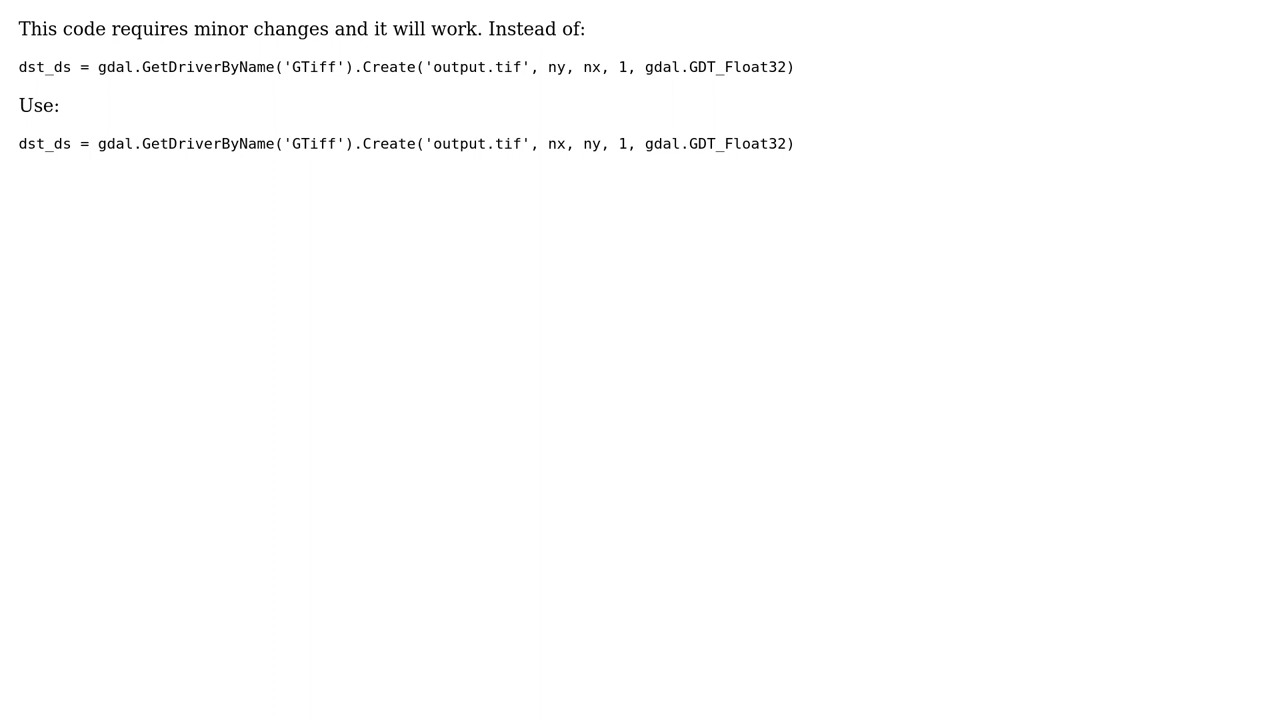 This code requires minor changes and it will work. Instead of:
dst_ds = gdal.GetDriverByName('GTiff').Create('output.tif', ny, nx, 1, gdal.GDT_Float32)
Use:
dst_ds = gdal.GetDriverByName('GTiff').Create('output.tif', nx, ny, 1, gdal.GDT_Float32)